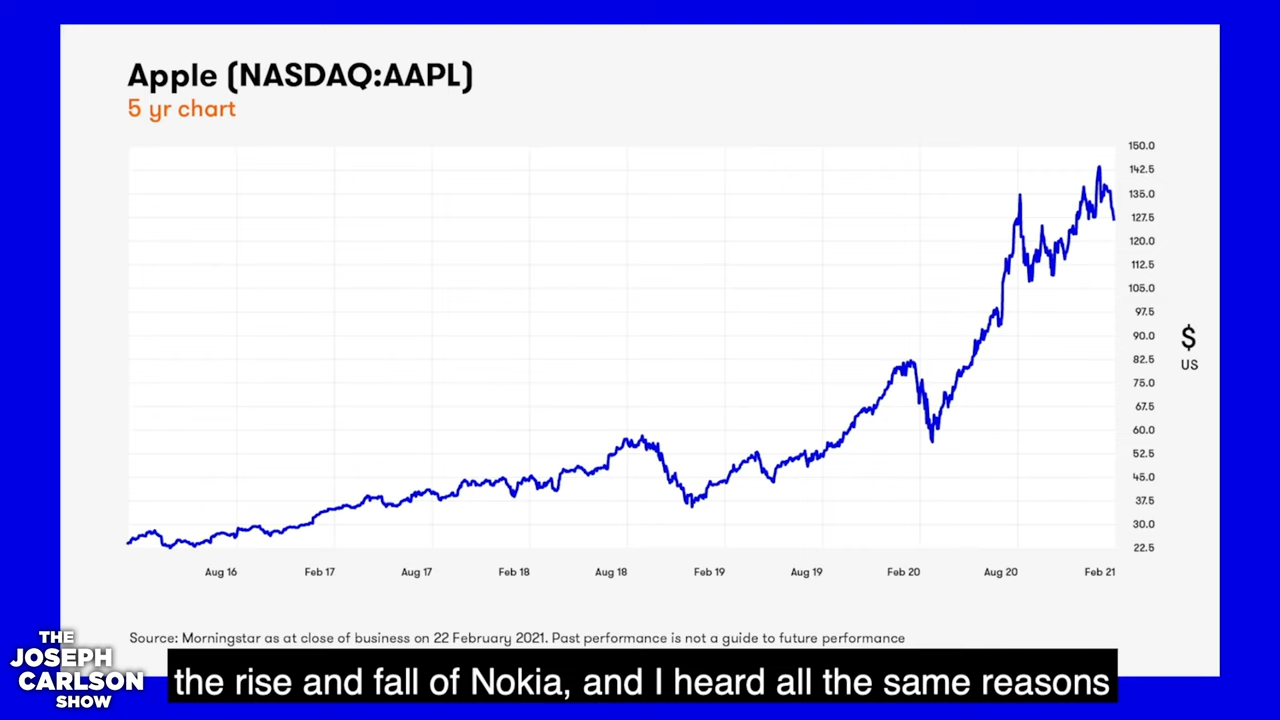 Apple (NASDAQ:AAPL)
5 yr chart
150.0
142.5
135.0
127.5
120.0
112.5
105.0
97.5
90.0
82.5
75.0
67.5
60.0
52.5
45.0
37.5
30.0
22.5
$
US
Aug 16 Feb 17 Aug 17 Feb 18 Aug 18 Feb 19 Aug 19 Feb 20 Aug 20 Feb 21
Source: Morningstar as at close of business on 22 February 2021. Past performance is not a guide to future performance
THE
JOSEPH
CARLSON
SHOW
the rise and fall of Nokia, and I heard all the same reasons